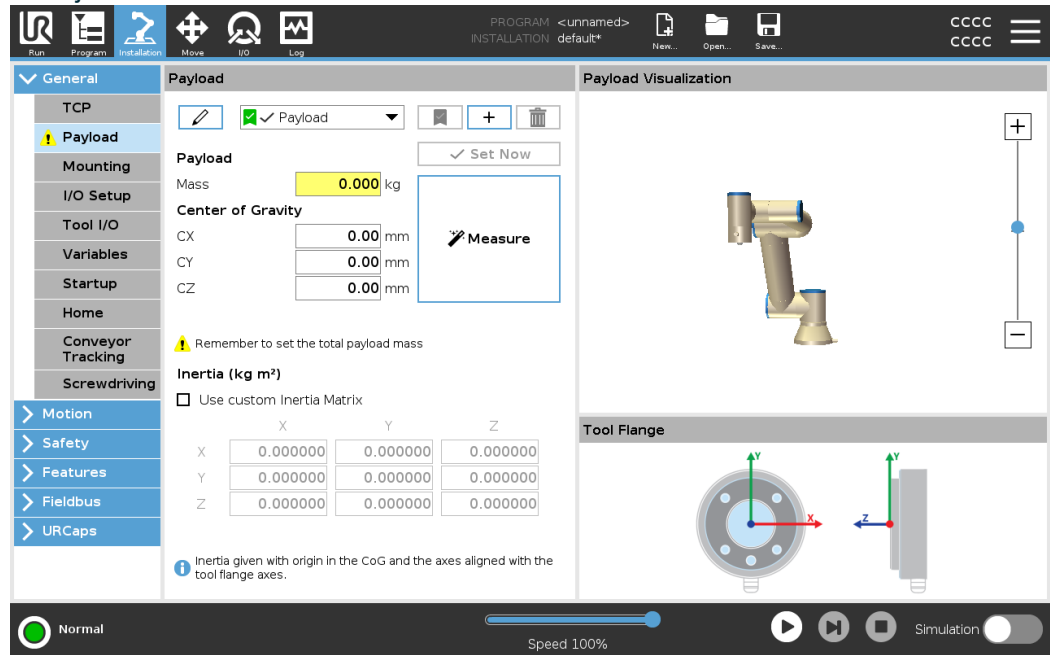 PROGRAM <unnamed>
INSTALLATION default*
CCCC
CCCC
Run Program Installation Move I/O Log New... Open... Save...
General
TCP
Payload
Mounting
I/O Setup
Tool I/O
Variables
Startup
Home
Conveyor
Tracking
Screwdriving
Motion
Safety
Features
Fieldbus
URCaps
Payload
Payload
+
Set Now
Payload
Mass 0.000 kg
Center of Gravity
CX 0.00 mm
CY 0.00 mm
CZ 0.00 mm
Measure
Remember to set the total payload mass
Inertia (kg m²)
Use custom Inertia Matrix
X Y Z
X 0.000000 0.000000 0.000000
Y 0.000000 0.000000 0.000000
Z 0.000000 0.000000 0.000000
Inertia given with origin in the CoG and the axes aligned with the
tool flange axes.
Payload Visualization
+
−
Tool Flange
Y
X
Y
Z
Normal
Speed 100%
Simulation